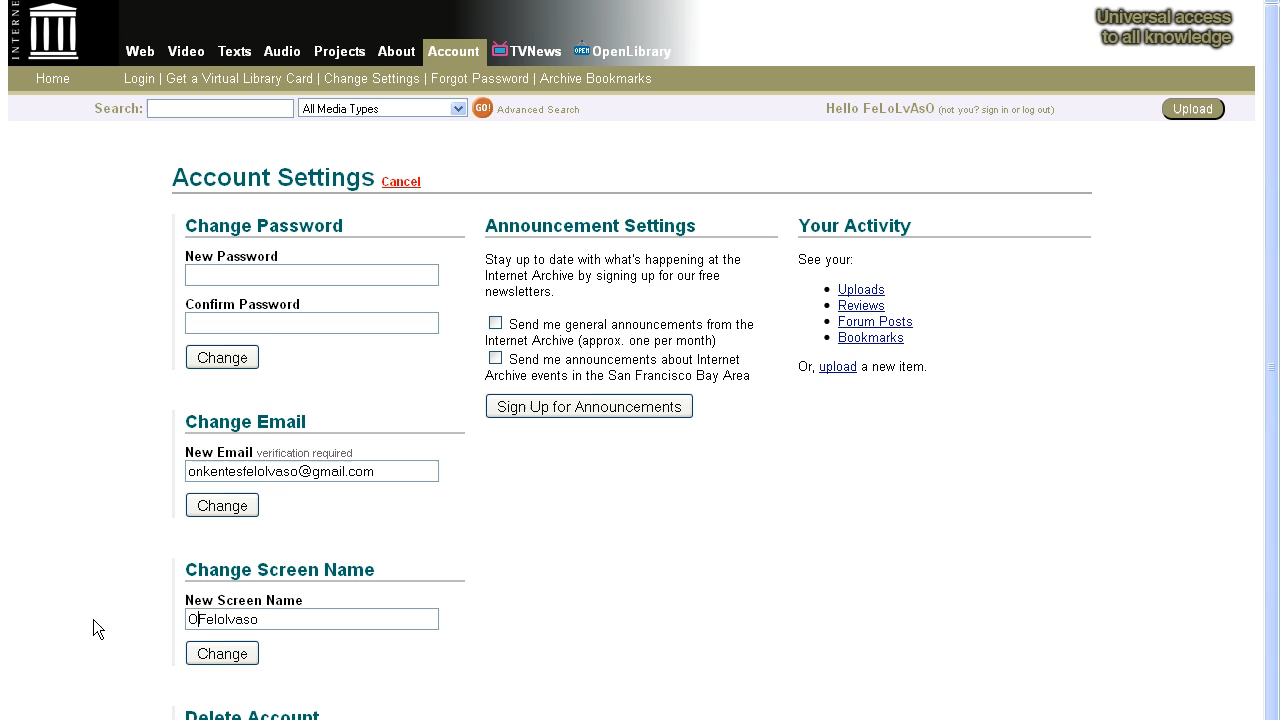 INTERNE
Universal access
to all knowledge
Web Video Texts Audio Projects About Account TVNews OPEN OpenLibrary
Home Login | Get a Virtual Library Card | Change Settings | Forgot Password | Archive Bookmarks
Search: All Media Types GO! Advanced Search Hello FeLoLvAsO (not you? sign in or log out) Upload
Account Settings Cancel
Change Password
New Password
Confirm Password
Change
Change Email
New Email verification required
onkentesfelolvaso@gmail.com
Change
Change Screen Name
New Screen Name
OFelolvaso
Change
Delete Account
Announcement Settings
Stay up to date with what's happening at the
Internet Archive by signing up for our free
newsletters.
Send me general announcements from the
Internet Archive (approx. one per month)
Send me announcements about Internet
Archive events in the San Francisco Bay Area
Sign Up for Announcements
Your Activity
See your:
Uploads
Reviews
Forum Posts
Bookmarks
Or, upload a new item.